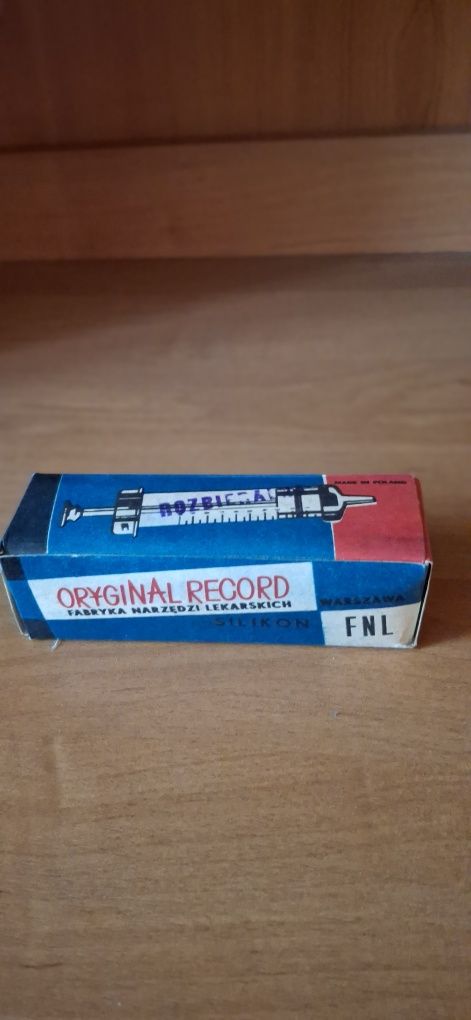 MADE IN POLAND
ORYGINAL RECORD
FABRYKA NARZĘDZI LEKARSKICH
SILIKON
WARSZAWA
FNL